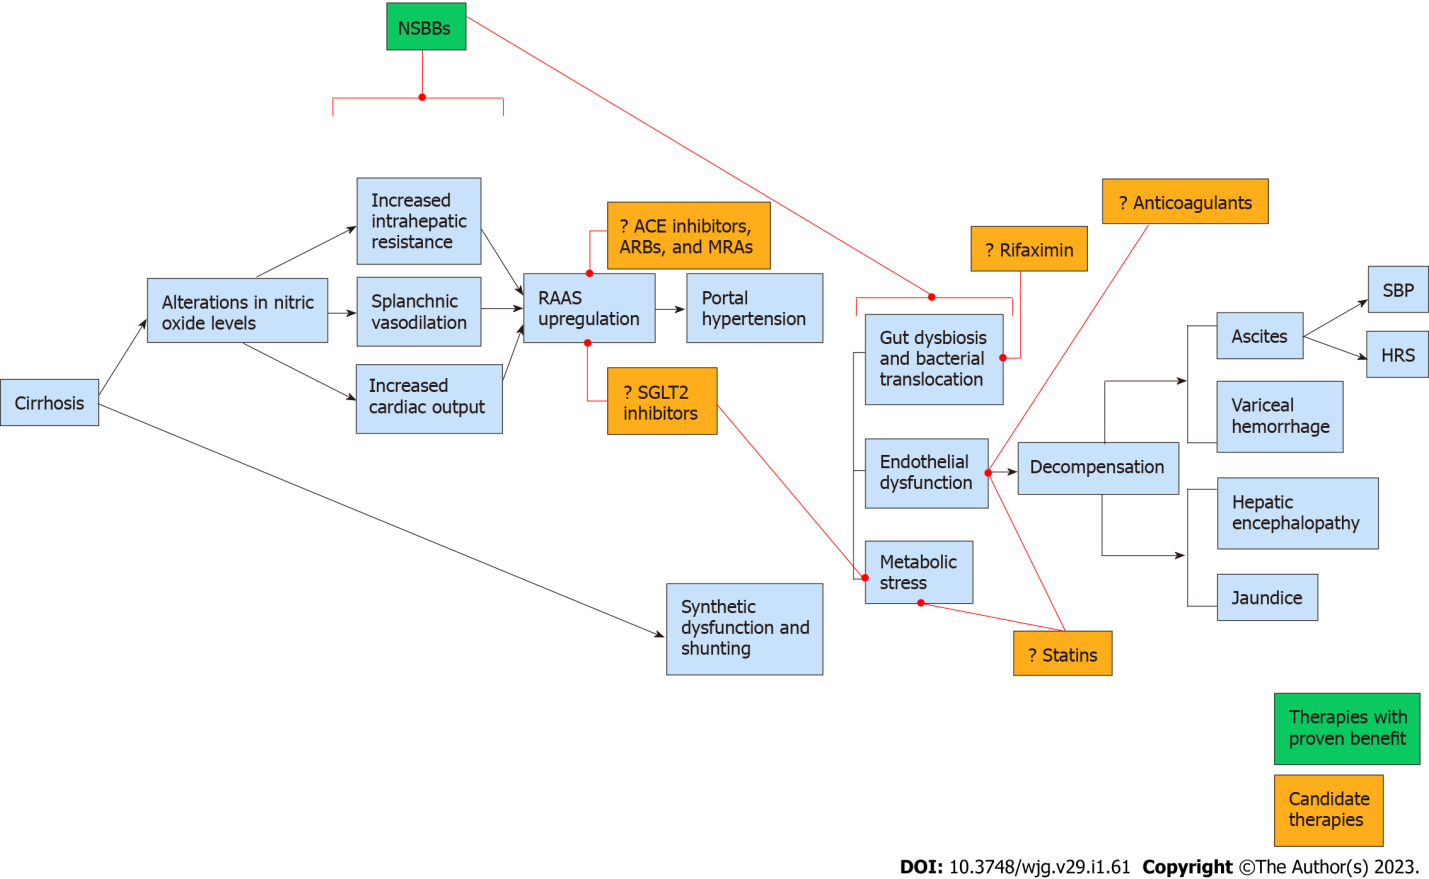 NSBBs
? Anticoagulants
Increased
intrahepatic
resistance
? ACE inhibitors,
ARBs, and MRAs
? Rifaximin
Alterations in nitric
oxide levels
Splanchnic
vasodilation
RAAS
upregulation
Portal
hypertension
SBP
Gut dysbiosis
and bacterial
translocation
Ascites
HRS
Cirrhosis
Increased
cardiac output
? SGLT2
inhibitors
Variceal
hemorrhage
Endothelial
dysfunction
Decompensation
Hepatic
encephalopathy
Metabolic
stress
Jaundice
Synthetic
dysfunction and
shunting
? Statins
Therapies with
proven benefit
Candidate
therapies
DOI: 10.3748/wjg.v29.i1.61 Copyright ©The Author(s) 2023.